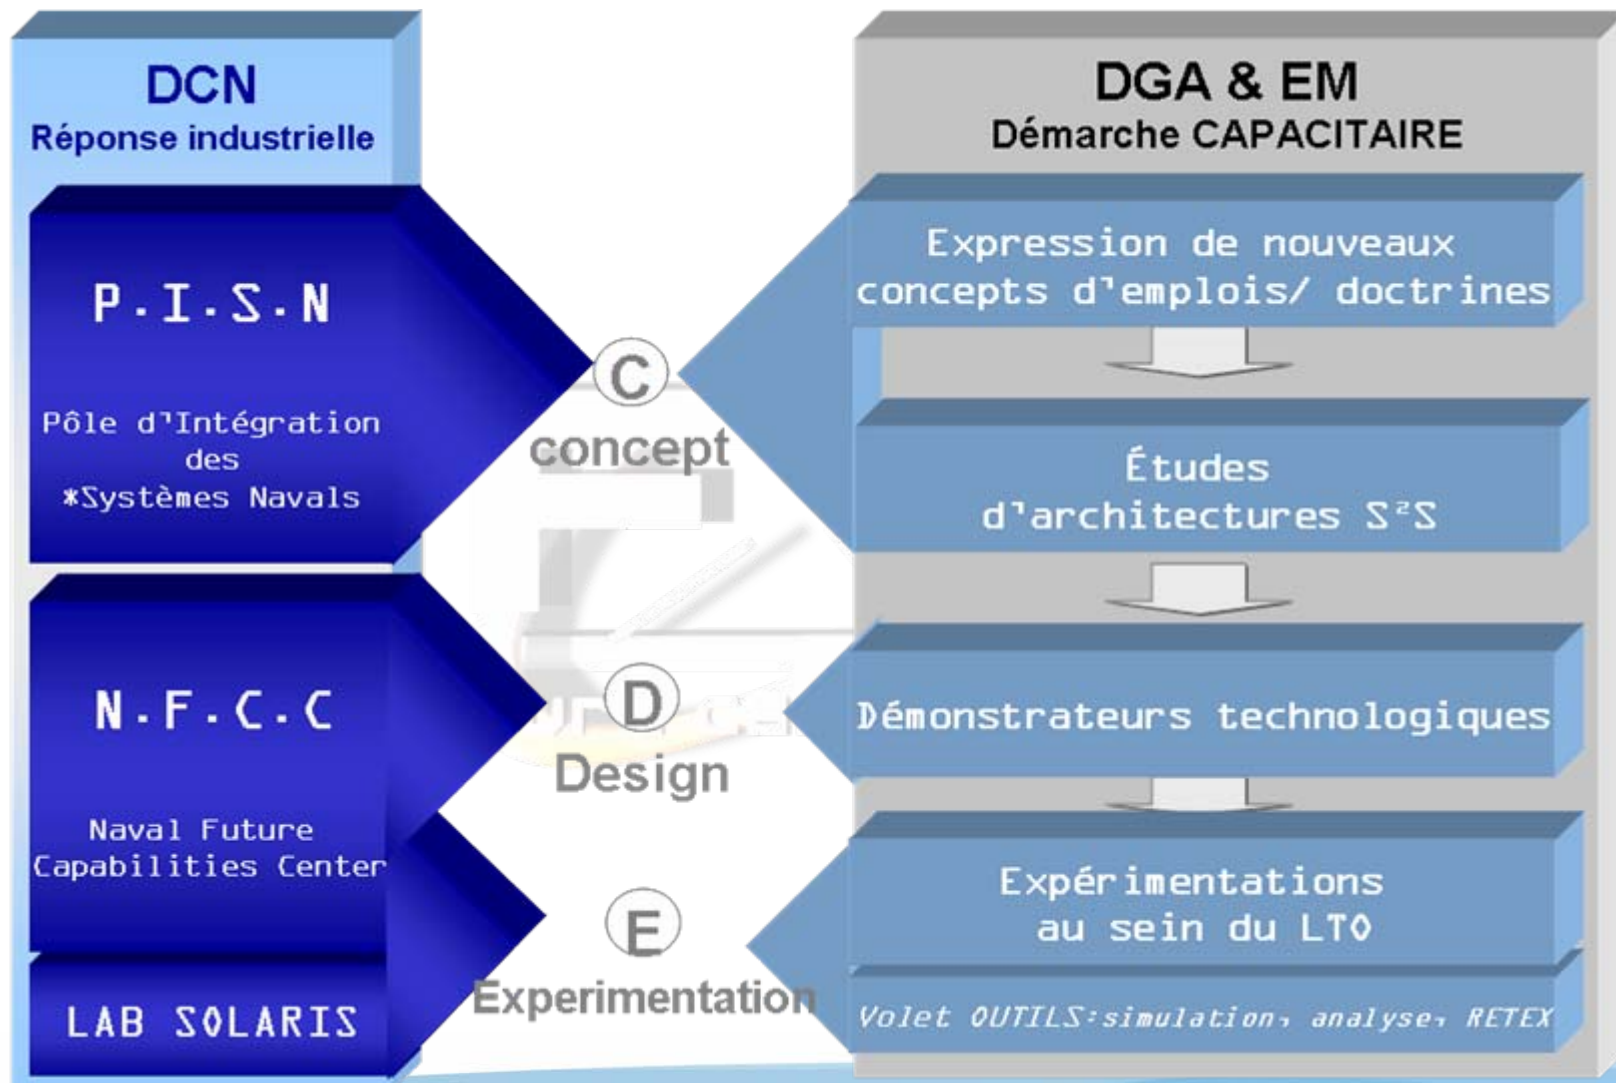 DCN
Réponse industrielle
P.I.S.N
Pôle d'Intégration
des
*Systèmes Navals
N.F.C.C
Naval Future
Capabilities Center
LAB SOLARIS
C
concept
D
Design
E
Experimentation
DGA & EM
Démarche CAPACITAIRE
Expression de nouveaux
concepts d'emplois/ doctrines
Études
d'architectures S²S
Démonstrateurs technologiques
Expérimentations
au sein du LTO
Volet OUTILS:simulation, analyse, RETEX